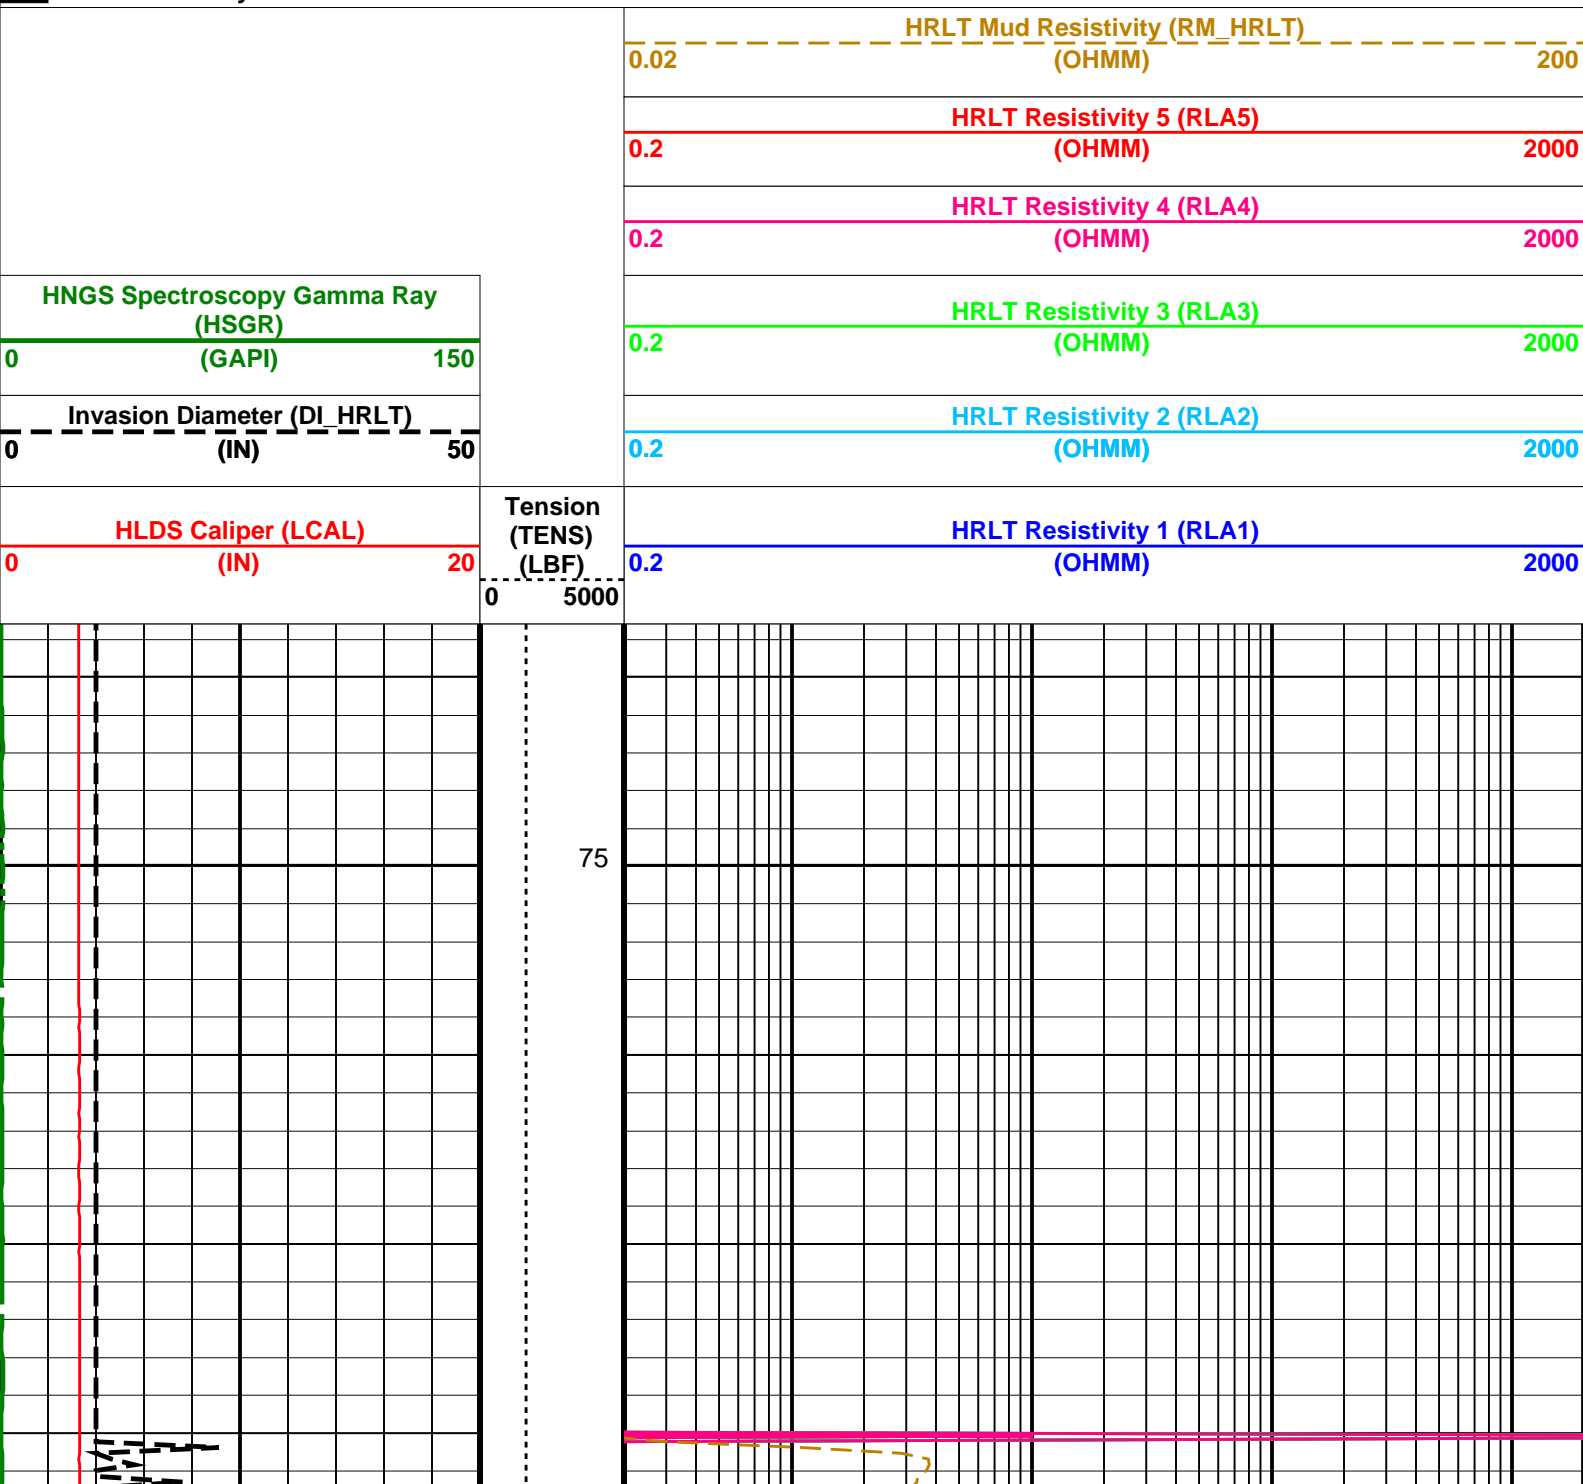 HRLT Mud Resistivity (RM_HRLT)
0.02 (OHMM) 200
HRLT Resistivity 5 (RLA5)
0.2 (OHMM) 2000
HRLT Resistivity 4 (RLA4)
0.2 (OHMM) 2000
HNGS Spectroscopy Gamma Ray
(HSGR)
0 (GAPI) 150
HRLT Resistivity 3 (RLA3)
0.2 (OHMM) 2000
Invasion Diameter (DI_HRLT)
0 (IN) 50
HRLT Resistivity 2 (RLA2)
0.2 (OHMM) 2000
HLDS Caliper (LCAL)
0 (IN) 20
Tension
(TENS)
(LBF)
0 5000
HRLT Resistivity 1 (RLA1)
0.2 (OHMM) 2000
75